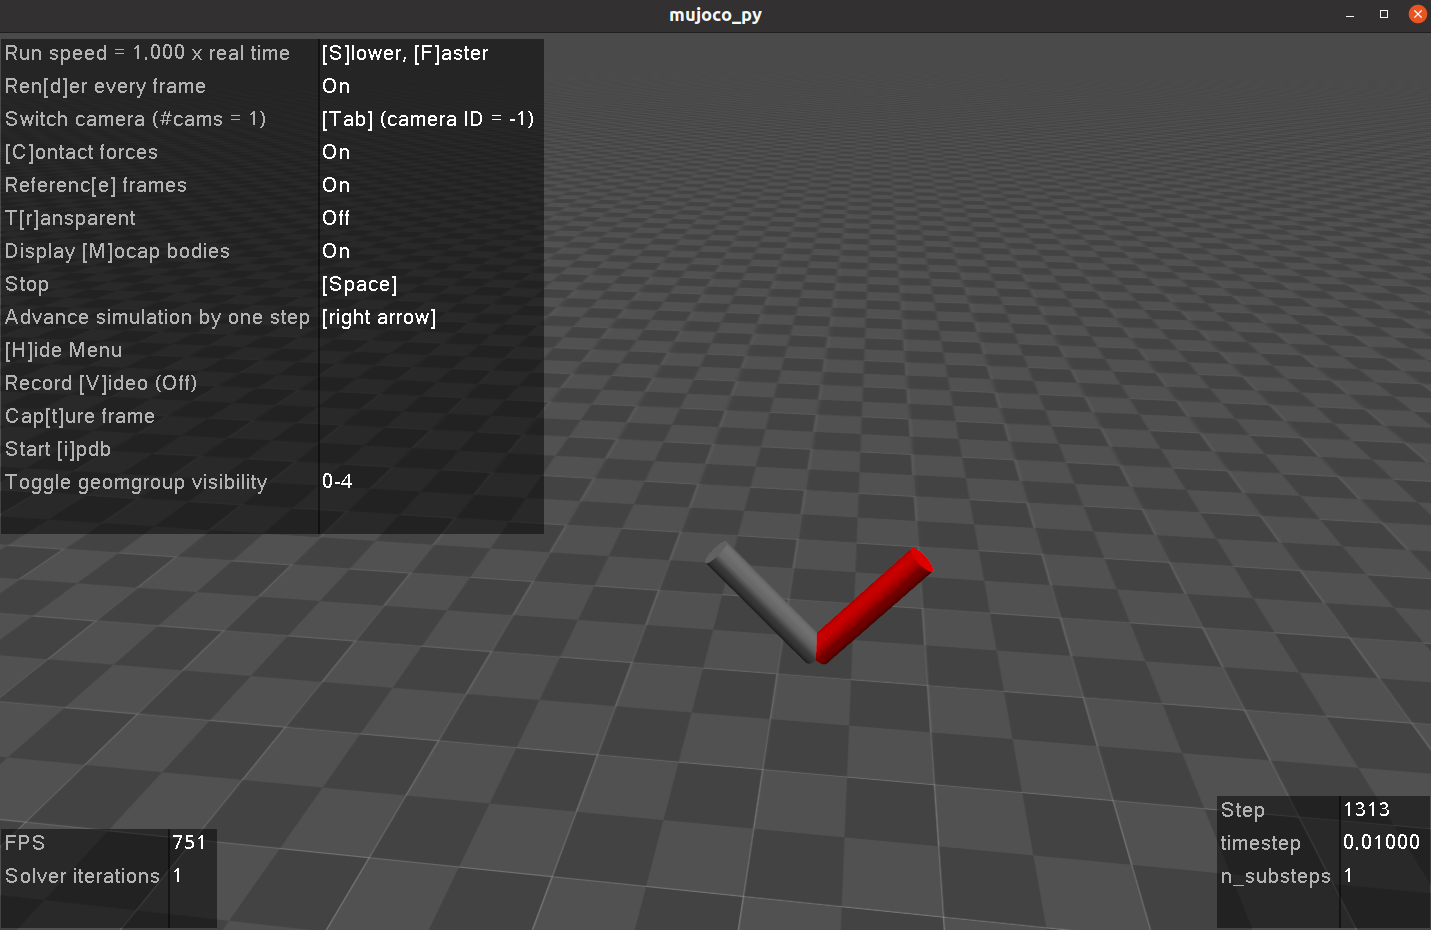 mujoco_py
Run speed = 1.000 x real time [S]lower, [F]aster
Ren[d]er every frame On
Switch camera (#cams = 1) [Tab] (camera ID = -1)
[C]ontact forces On
Referenc[e] frames On
T[r]ansparent Off
Display [M]ocap bodies On
Stop [Space]
Advance simulation by one step [right arrow]
[H]ide Menu
Record [V]ideo (Off)
Cap[t]ure frame
Start [i]pdb
Toggle geomgroup visibility 0-4
FPS 751
Solver iterations 1
Step 1313
timestep 0.01000
n_substeps 1